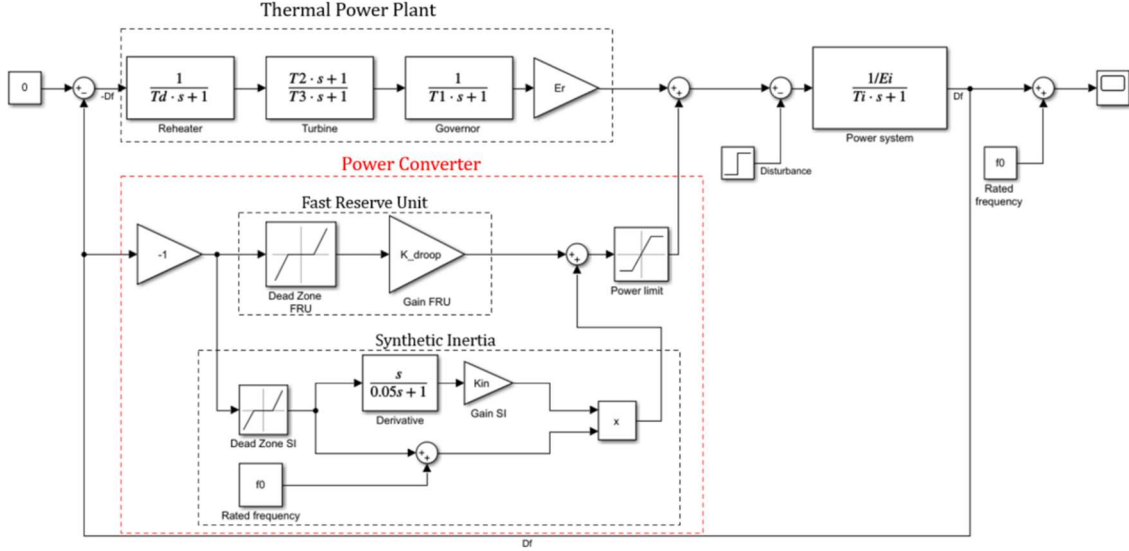 Thermal Power Plant
0
+
−
-Df
1
Td · s + 1
Reheater
T2 · s + 1
T3 · s + 1
Turbine
1
T1 · s + 1
Governor
Er
+
+
+
−
Disturbance
1/Ei
Ti · s + 1
Power system
Df
+
+
f0
Rated
frequency
Power Converter
-1
Fast Reserve Unit
Dead Zone
FRU
K_droop
Gain FRU
+
+
Power limit
Synthetic Inertia
Dead Zone SI
s
0.05s + 1
Derivative
Kin
Gain SI
x
+
+
f0
Rated frequency
Df